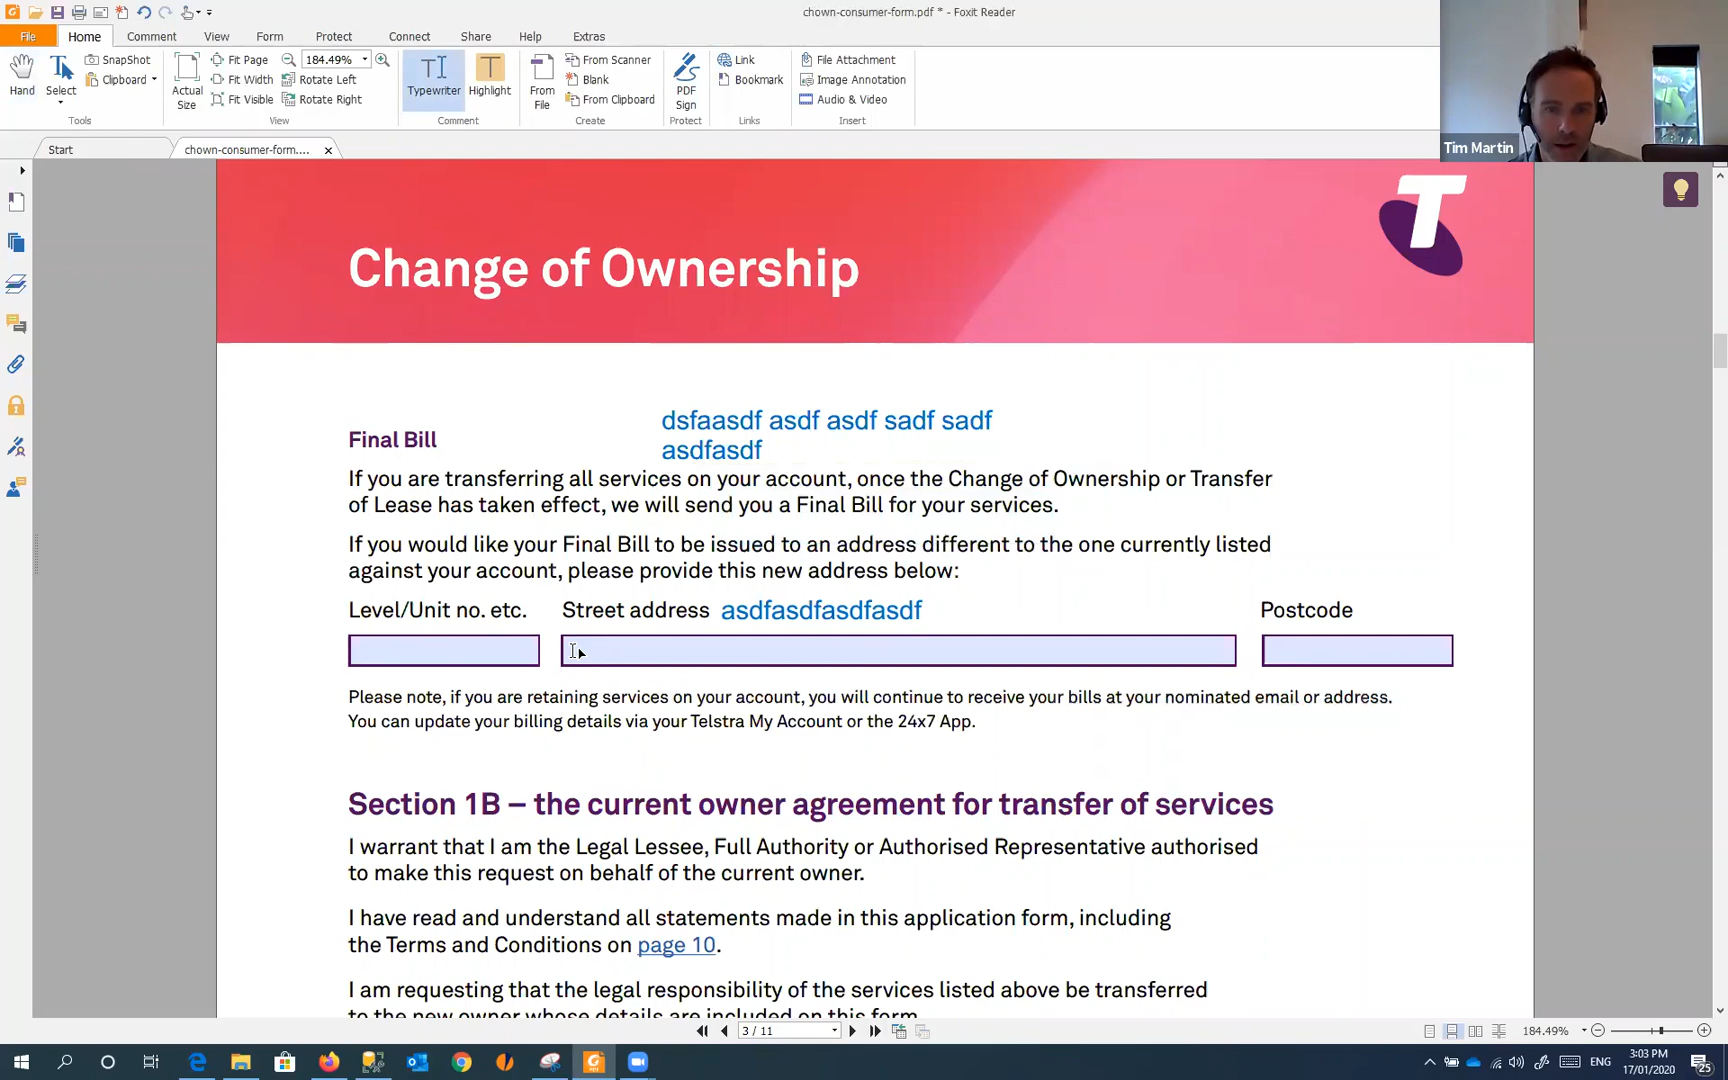 chown-consumer-form.pdf * - Foxit Reader
File Home Comment View Form Protect Connect Share Help Extras
Hand
Select
SnapShot
Clipboard
Tools
Actual Size
Fit Page
Fit Width
Fit Visible
184.49%
Rotate Left
Rotate Right
View
Typewriter
Highlight
Comment
From File
From Scanner
Blank
From Clipboard
Create
PDF Sign
Protect
Link
Bookmark
Links
File Attachment
Image Annotation
Audio & Video
Insert
Tim Martin
Start
chown-consumer-form....
T
Change of Ownership
dsfaasdf asdf asdf sadf sadf
asdfasdf
Final Bill
If you are transferring all services on your account, once the Change of Ownership or Transfer
of Lease has taken effect, we will send you a Final Bill for your services.
If you would like your Final Bill to be issued to an address different to the one currently listed
against your account, please provide this new address below:
Level/Unit no. etc. Street address asdfasdfasdfasdf Postcode
Please note, if you are retaining services on your account, you will continue to receive your bills at your nominated email or address.
You can update your billing details via your Telstra My Account or the 24x7 App.
Section 1B – the current owner agreement for transfer of services
I warrant that I am the Legal Lessee, Full Authority or Authorised Representative authorised
to make this request on behalf of the current owner.
I have read and understand all statements made in this application form, including
the Terms and Conditions on page 10.
I am requesting that the legal responsibility of the services listed above be transferred
to the new owner whose details are included on this form.
3 / 11
184.49%
ENG
3:03 PM
17/01/2020
25